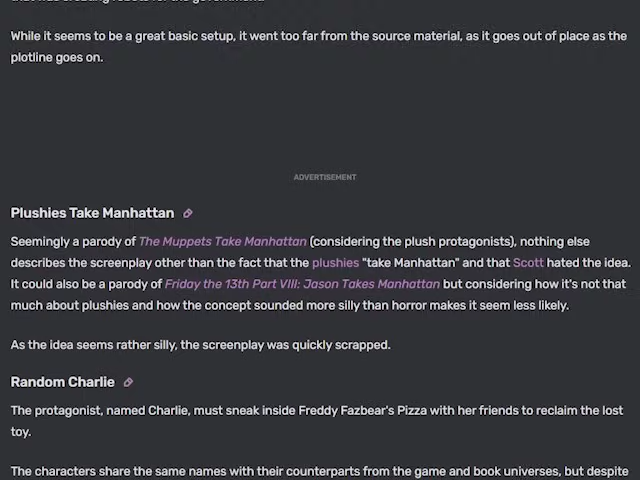 While it seems to be a great basic setup, it went too far from the source material, as it goes out of place as the
plotline goes on.
ADVERTISEMENT
Plushies Take Manhattan
Seemingly a parody of The Muppets Take Manhattan (considering the plush protagonists), nothing else
describes the screenplay other than the fact that the plushies "take Manhattan" and that Scott hated the idea.
It could also be a parody of Friday the 13th Part VIII: Jason Takes Manhattan but considering how it's not that
much about plushies and how the concept sounded more silly than horror makes it seem less likely.
As the idea seems rather silly, the screenplay was quickly scrapped.
Random Charlie
The protagonist, named Charlie, must sneak inside Freddy Fazbear's Pizza with her friends to reclaim the lost
toy.
The characters share the same names with their counterparts from the game and book universes, but despite